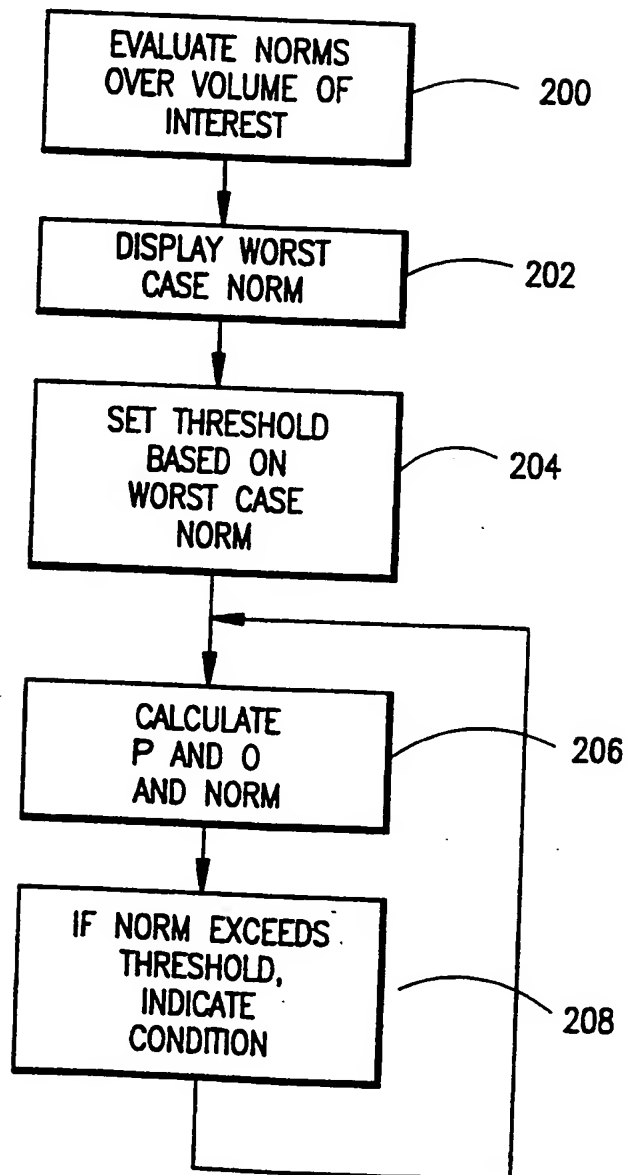 EVALUATE NORMS
OVER VOLUME OF
INTEREST
200
DISPLAY WORST
CASE NORM
202
SET THRESHOLD
BASED ON
WORST CASE
NORM
204
CALCULATE
P AND O
AND NORM
206
IF NORM EXCEEDS
THRESHOLD,
INDICATE
CONDITION
208